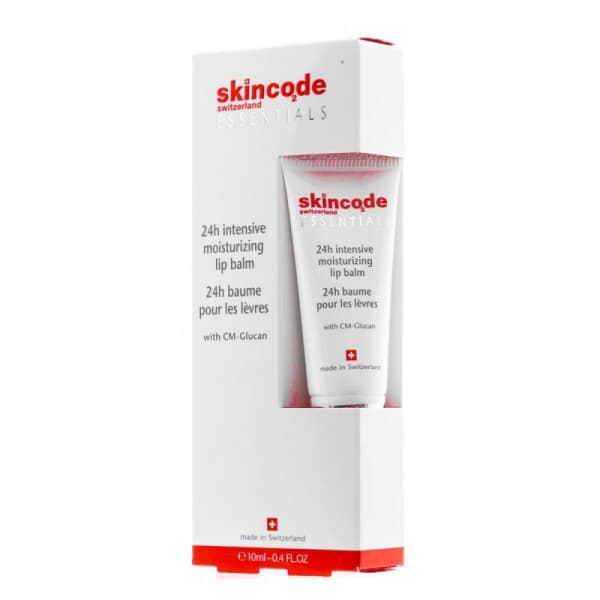 skincode
2
switzerland
ESSENTIALS
24h intensive
moisturizing
lip balm
24h baume
pour les lèvres
with CM-Glucan
made in Switzerland
℮10ml-0.4 FL.OZ
skincode
2
switzerland
ESSENTIALS
24h intensive
moisturizing
lip balm
24h baume
pour les lèvres
with CM-Glucan
made in Switzerland